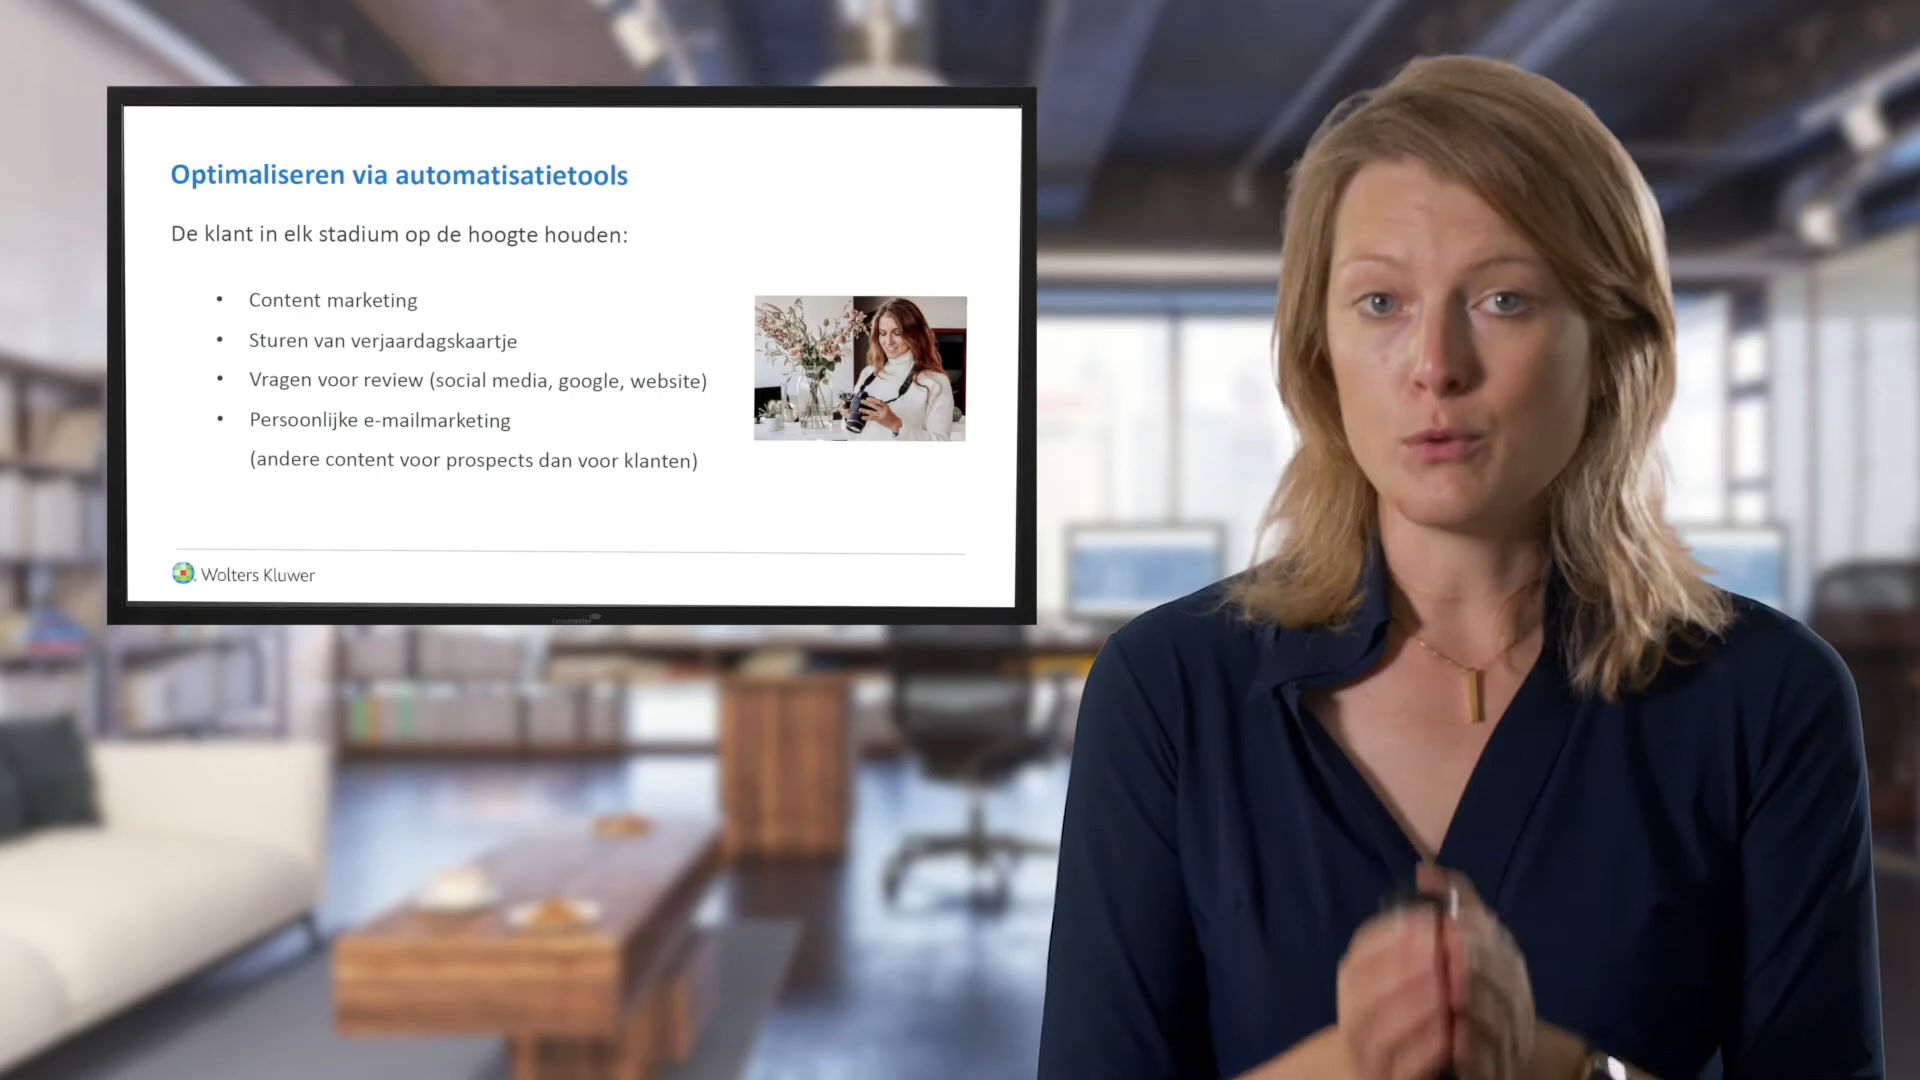 Optimaliseren via automatisatietools
De klant in elk stadium op de hoogte houden:
• Content marketing
• Sturen van verjaardagskaartje
• Vragen voor review (social media, google, website)
• Persoonlijke e-mailmarketing
(andere content voor prospects dan voor klanten)
Wolters Kluwer